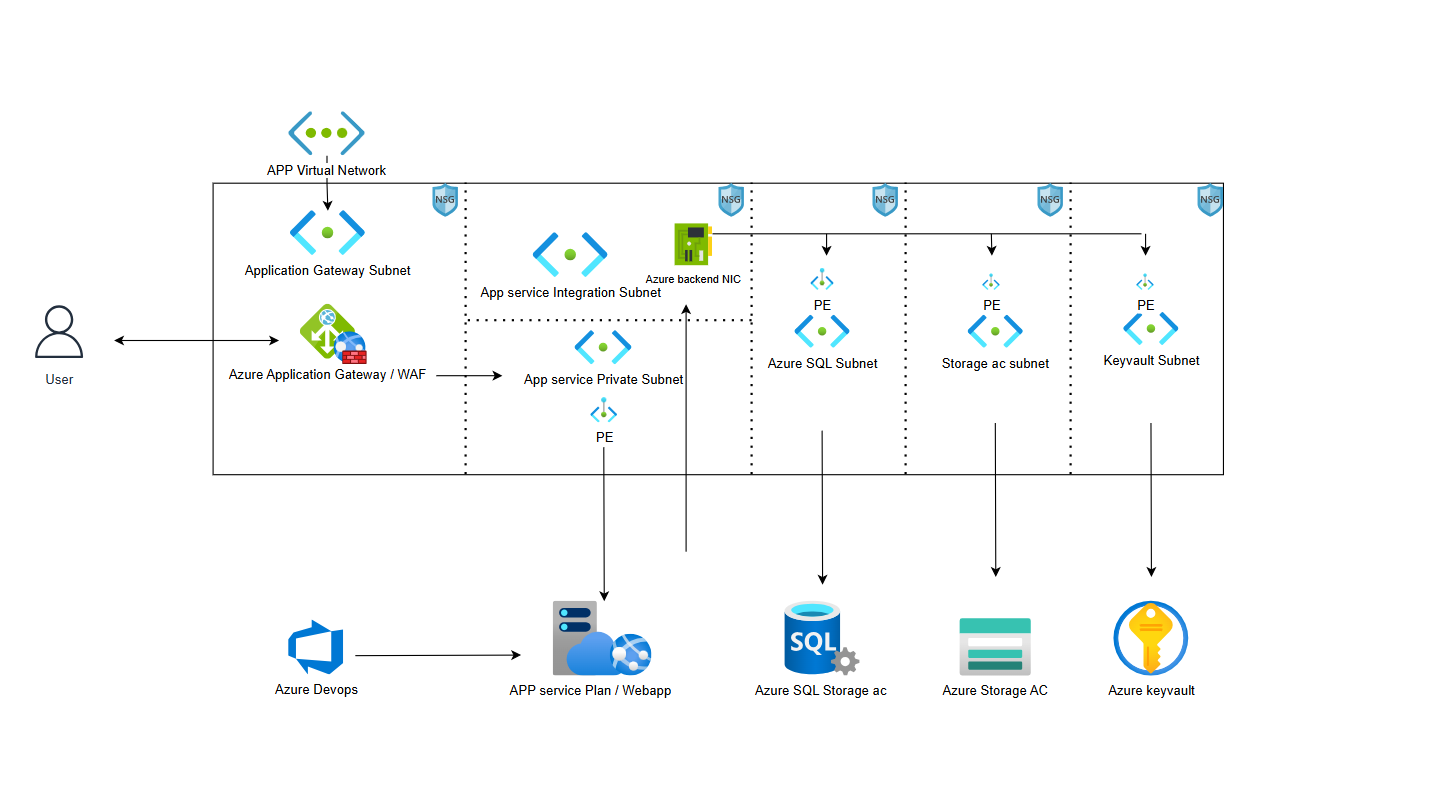 APP Virtual Network
NSG
NSG
NSG
NSG
NSG
Application Gateway Subnet
App service Integration Subnet
Azure backend NIC
PE
PE
PE
User
Azure Application Gateway / WAF
App service Private Subnet
Azure SQL Subnet
Storage ac subnet
Keyvault Subnet
PE
SQL
Azure Devops
APP service Plan / Webapp
Azure SQL Storage ac
Azure Storage AC
Azure keyvault